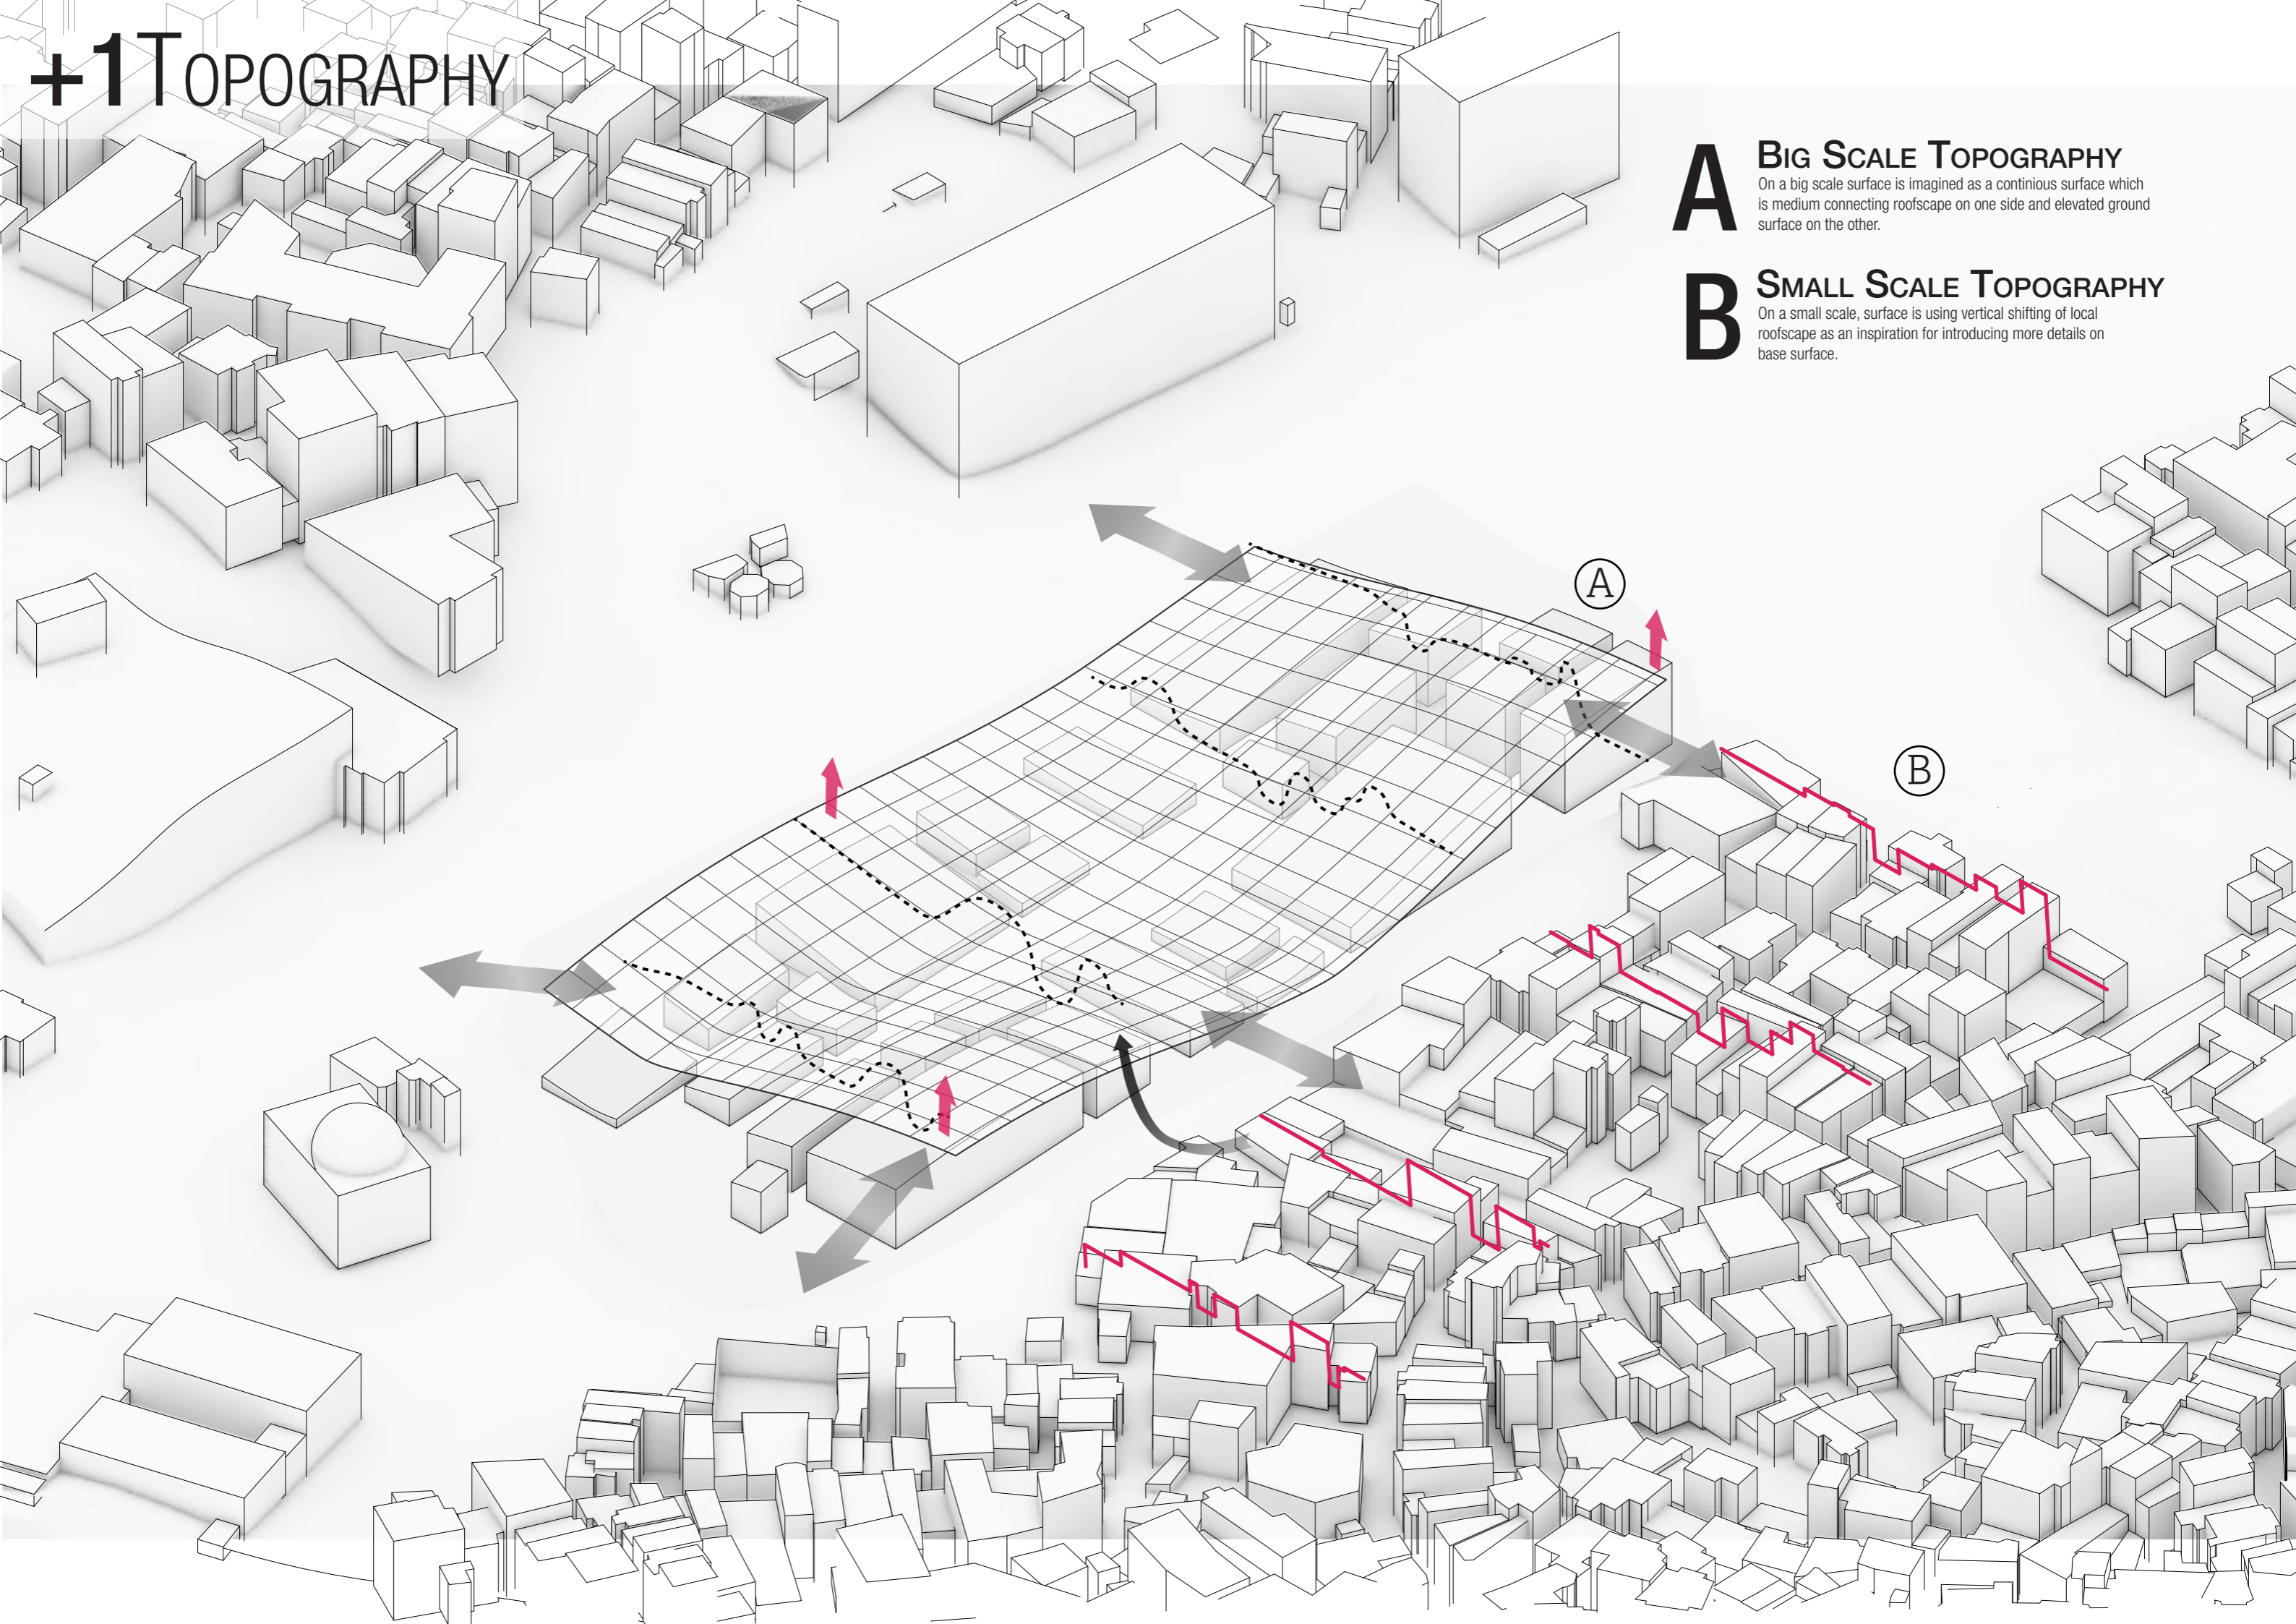 +1TOPOGRAPHY
A
BIG SCALE TOPOGRAPHY
On a big scale surface is imagined as a continious surface which
is medium connecting roofscape on one side and elevated ground
surface on the other.
B
SMALL SCALE TOPOGRAPHY
On a small scale, surface is using vertical shifting of local
roofscape as an inspiration for introducing more details on
base surface.
A
B